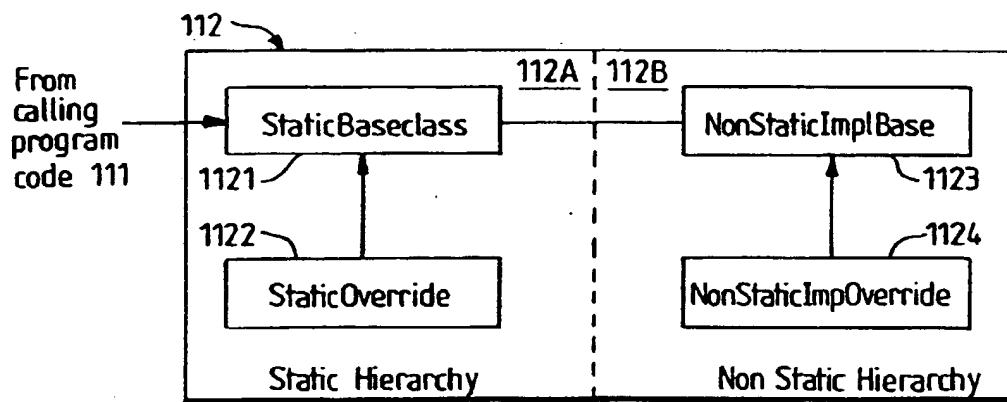 112
From
calling
program
code 111
112A
112B
StaticBaseclass
NonStaticImplBase
1121
1123
1122
1124
StaticOverride
NonStaticImpOverride
Static Hierarchy
Non Static Hierarchy